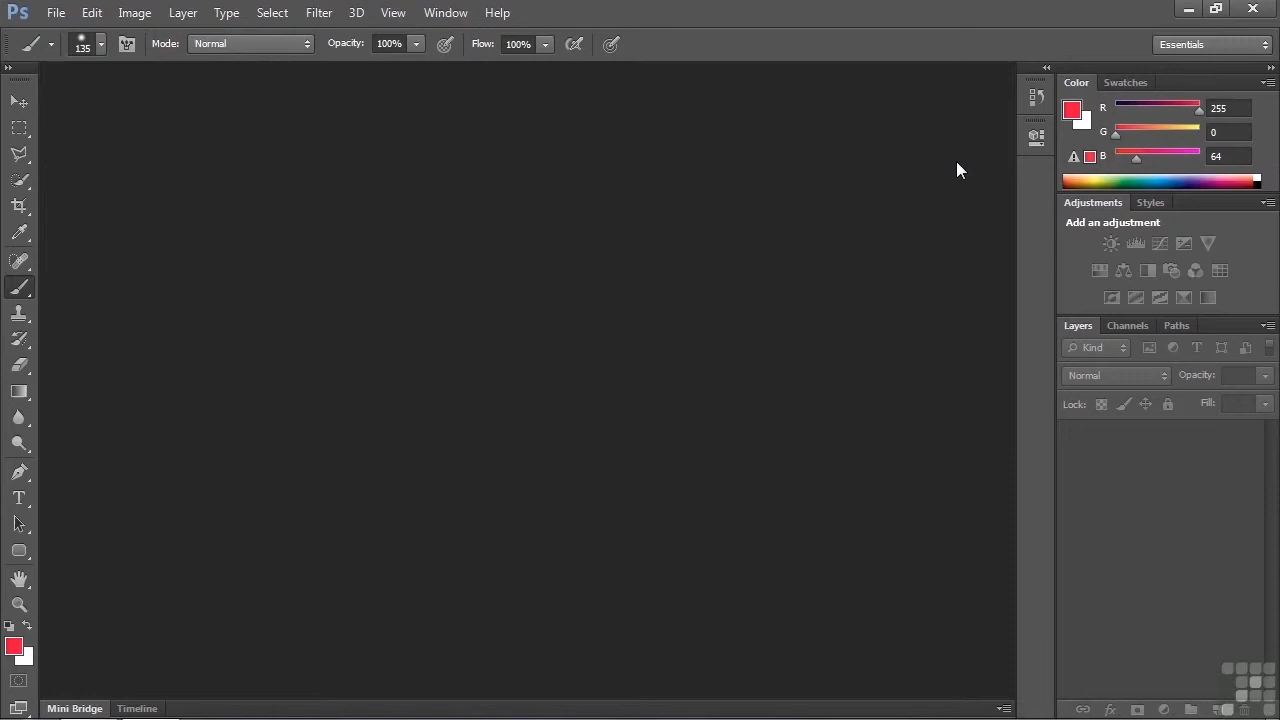 Ps File Edit Image Layer Type Select Filter 3D View Window Help
135 Mode: Normal Opacity: 100% Flow: 100% Essentials
Color Swatches
R 255
G 0
B 64
Adjustments Styles
Add an adjustment
Layers Channels Paths
Kind T
Normal Opacity:
Lock: Fill:
T
Mini Bridge Timeline
fx